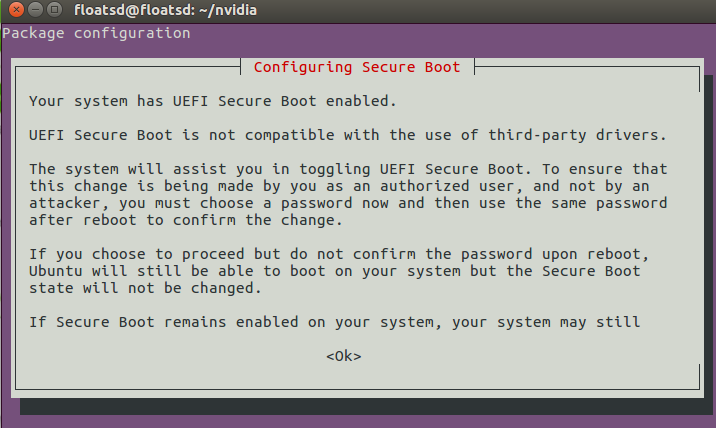 floatsd@floatsd: ~/nvidia
Package configuration
Configuring Secure Boot
Your system has UEFI Secure Boot enabled.
UEFI Secure Boot is not compatible with the use of third-party drivers.
The system will assist you in toggling UEFI Secure Boot. To ensure that
this change is being made by you as an authorized user, and not by an
attacker, you must choose a password now and then use the same password
after reboot to confirm the change.
If you choose to proceed but do not confirm the password upon reboot,
Ubuntu will still be able to boot on your system but the Secure Boot
state will not be changed.
If Secure Boot remains enabled on your system, your system may still
<Ok>